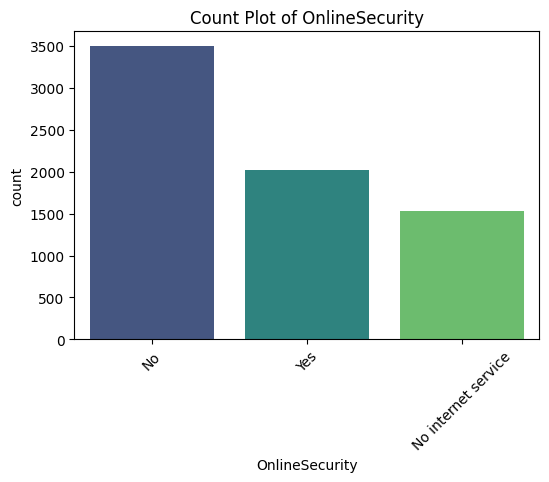 Count Plot of OnlineSecurity
3500
3000
2500
2000
1500
1000
500
0
count
No
Yes
No internet service
OnlineSecurity